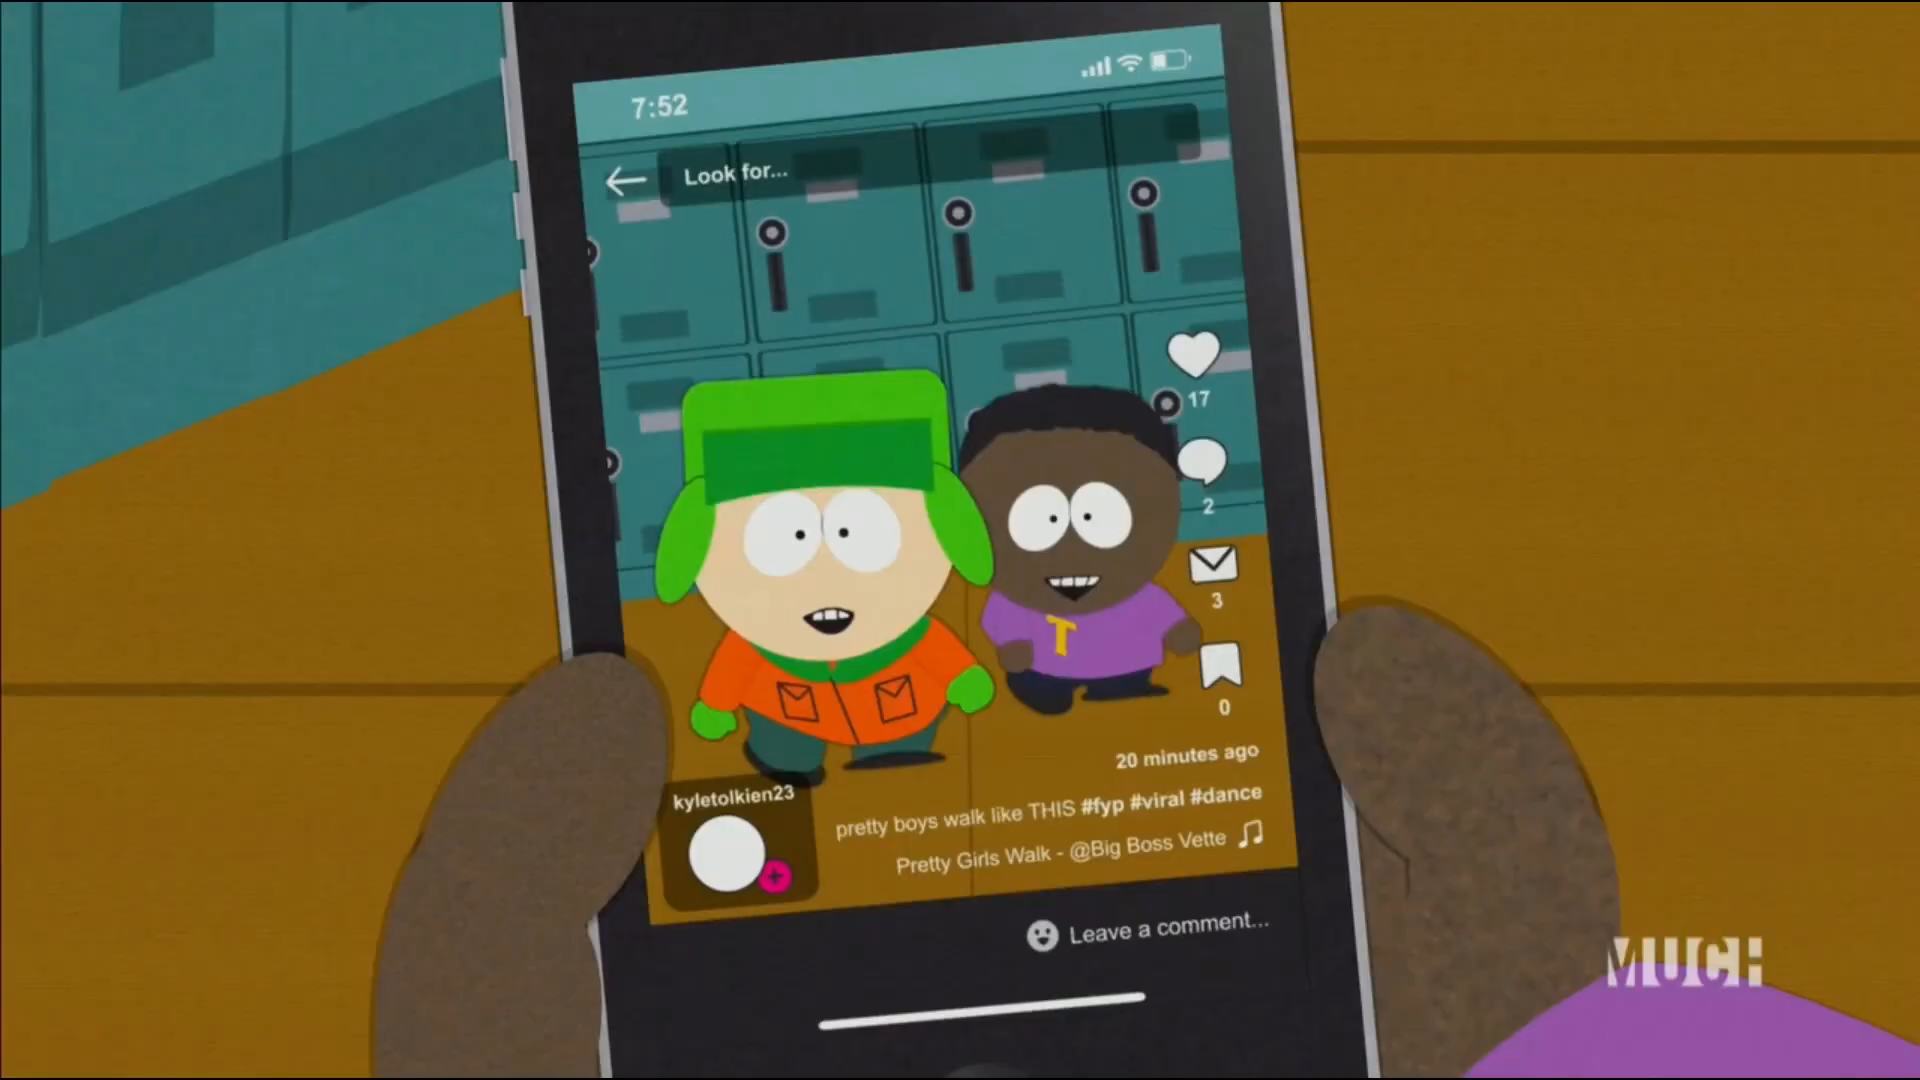 7:52
Look for...
17
2
3
0
20 minutes ago
kyletolkien23
pretty boys walk like THIS #fyp #viral #dance
Pretty Girls Walk - @Big Boss Vette
Leave a comment...
T
MUCH